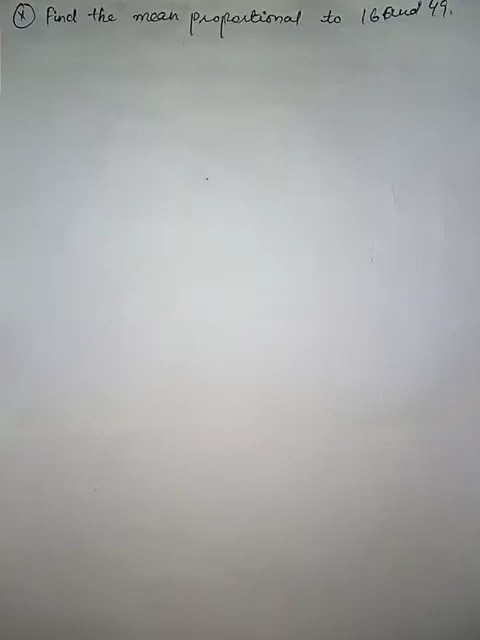 (x) Find the mean proportional to 16 and 49.